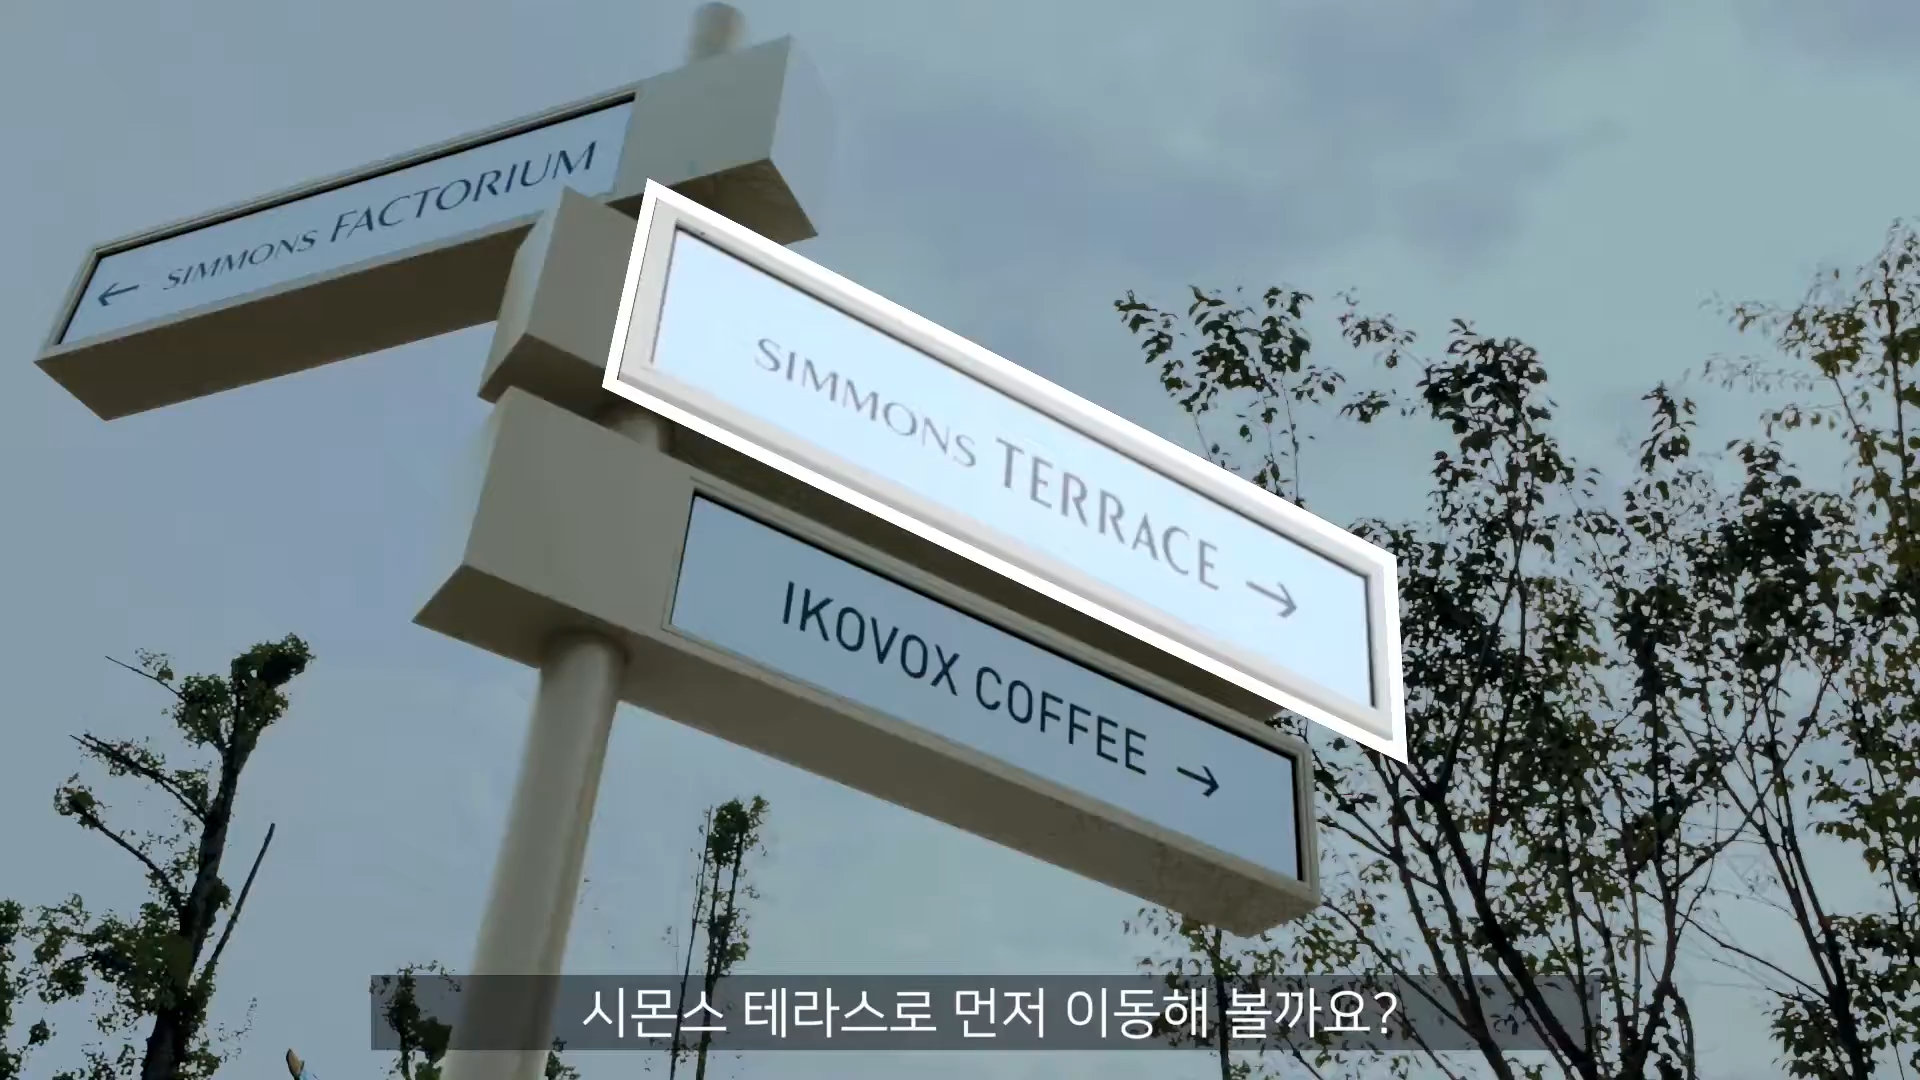 ← SIMMONS FACTORIUM
SIMMONS TERRACE →
IKOVOX COFFEE →
시몬스 테라스로 먼저 이동해 볼까요?